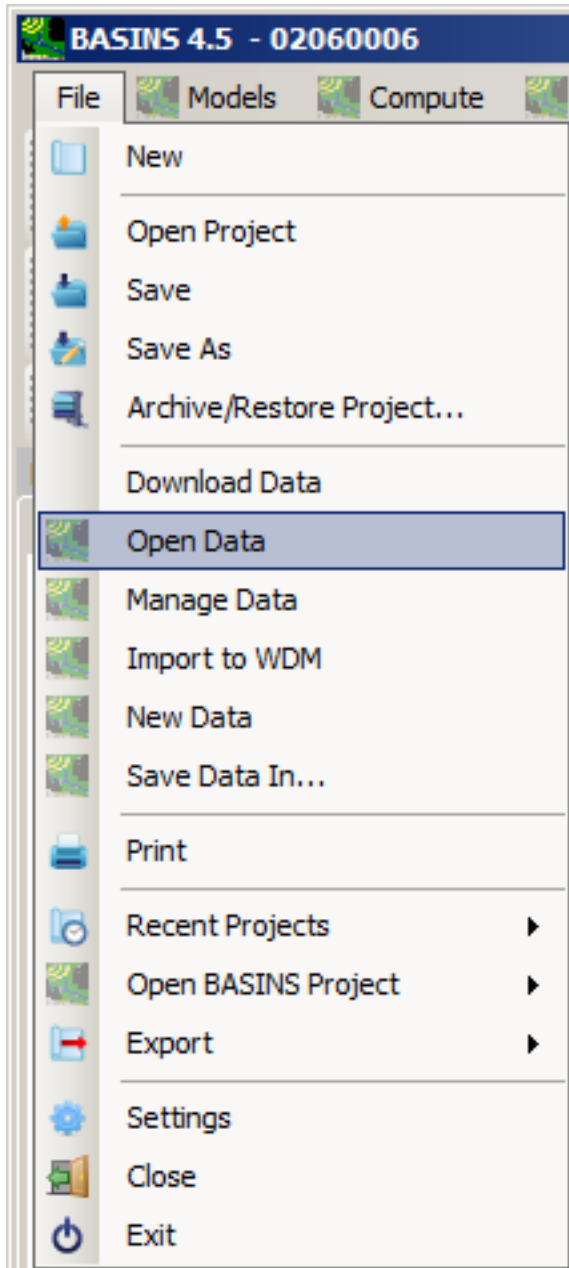 BASINS 4.5 - 02060006
File Models Compute
New
Open Project
Save
Save As
Archive/Restore Project...
Download Data
Open Data
Manage Data
Import to WDM
New Data
Save Data In...
Print
Recent Projects
Open BASINS Project
Export
Settings
Close
Exit